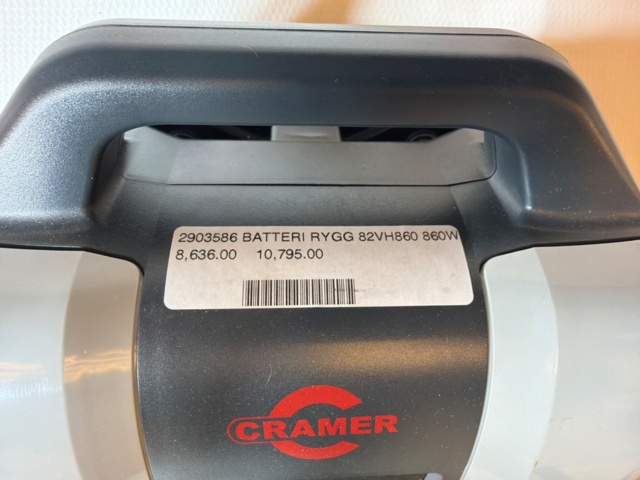 2903586 BATTERI RYGG 82VH860 860W
8,636.00 10,795.00
CRAMER